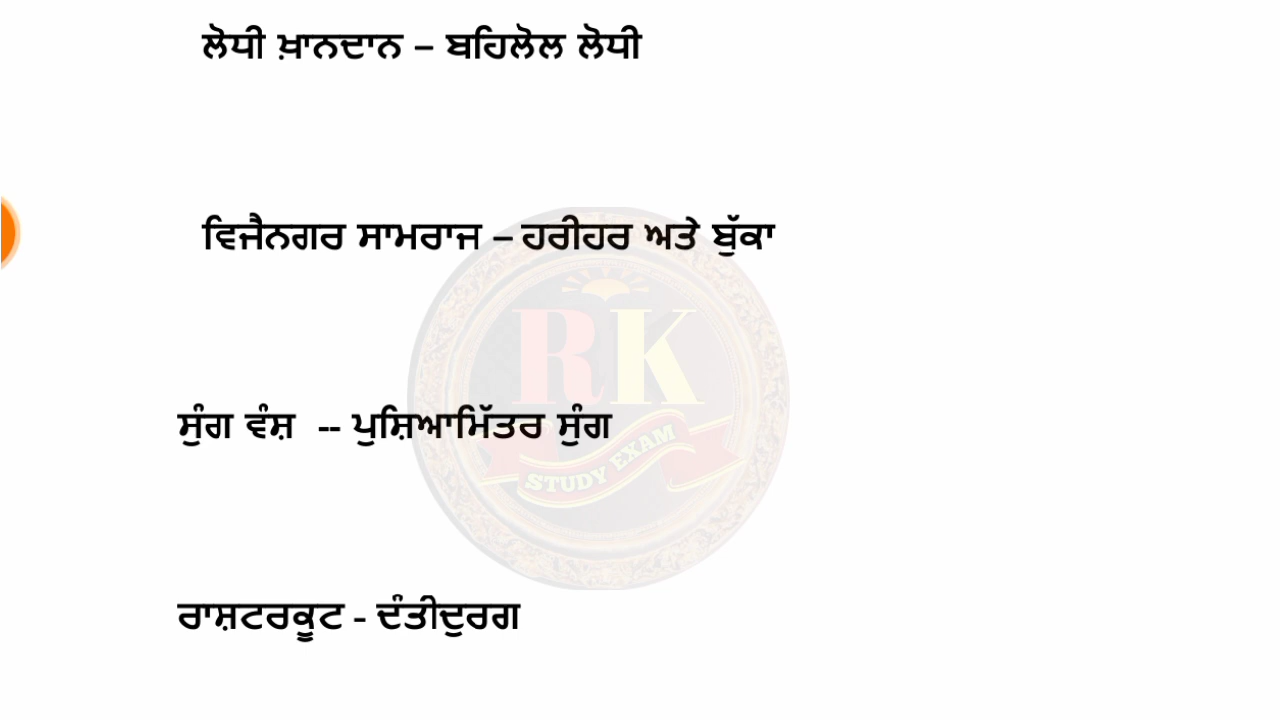 ਲੋਧੀ ਖ਼ਾਨਦਾਨ – ਬਹਿਲੋਲ ਲੋਧੀ
ਵਿਜੈਨਗਰ ਸਾਮਰਾਜ – ਹਰੀਹਰ ਅਤੇ ਬੁੱਕਾ
RK
ਸੁੰਗ ਵੰਸ਼ -- ਪੁਸ਼ਿਆਮਿੱਤਰ ਸੁੰਗ
STUDY EXAM
ਰਾਸ਼ਟਰਕੂਟ - ਦੰਤੀਦੁਰਗ